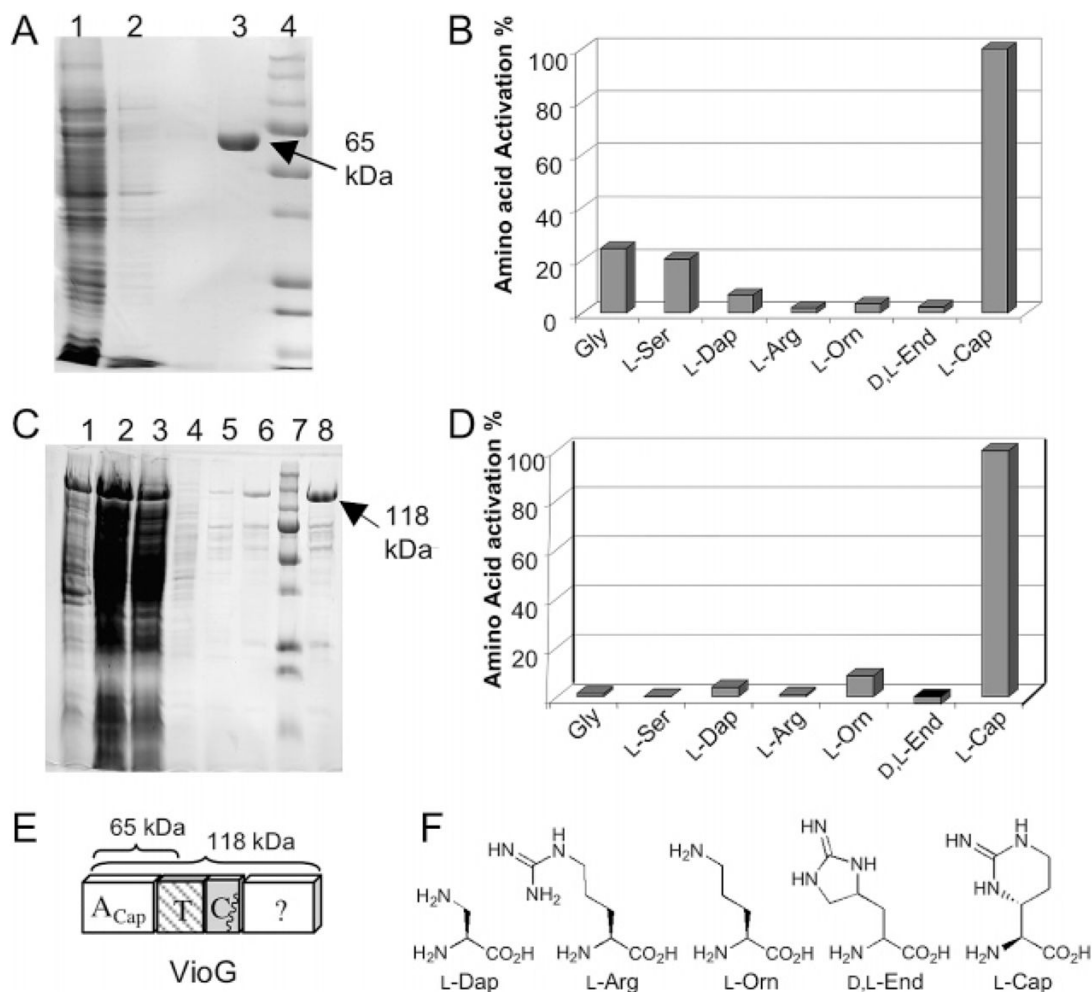 A
1 2 3 4
65
kDa
B
Amino acid Activation %
100
80
60
40
20
0
Gly
L-Ser
L-Dap
L-Arg
L-Orn
D,L-End
L-Cap
C
1 2 3 4 5 6 7 8
118
kDa
D
Amino Acid activation %
100
80
60
40
20
Gly
L-Ser
L-Dap
L-Arg
L-Orn
D,L-End
L-Cap
E
65 kDa
118 kDa
A_Cap T C ?
VioG
F
H2N
H2N CO2H
L-Dap
HN H N
NH2
H2N CO2H
L-Arg
H2N
H2N CO2H
L-Orn
HN
HN NH
H2N CO2H
D,L-End
HN H N
HN
H2N CO2H
L-Cap